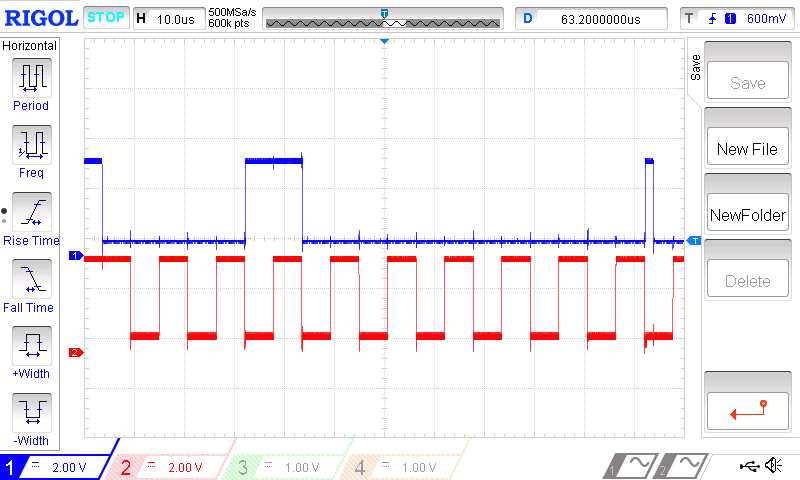 RIGOL STOP H 10.0us 500MSa/s 600k pts T D 63.2000000us T 1 600mV
Horizontal
Period
Freq
Rise Time
Fall Time
+Width
-Width
1
2
T
Save
Save
New File
NewFolder
Delete
1 2.00 V 2 2.00 V 3 1.00 V 4 1.00 V 1 2